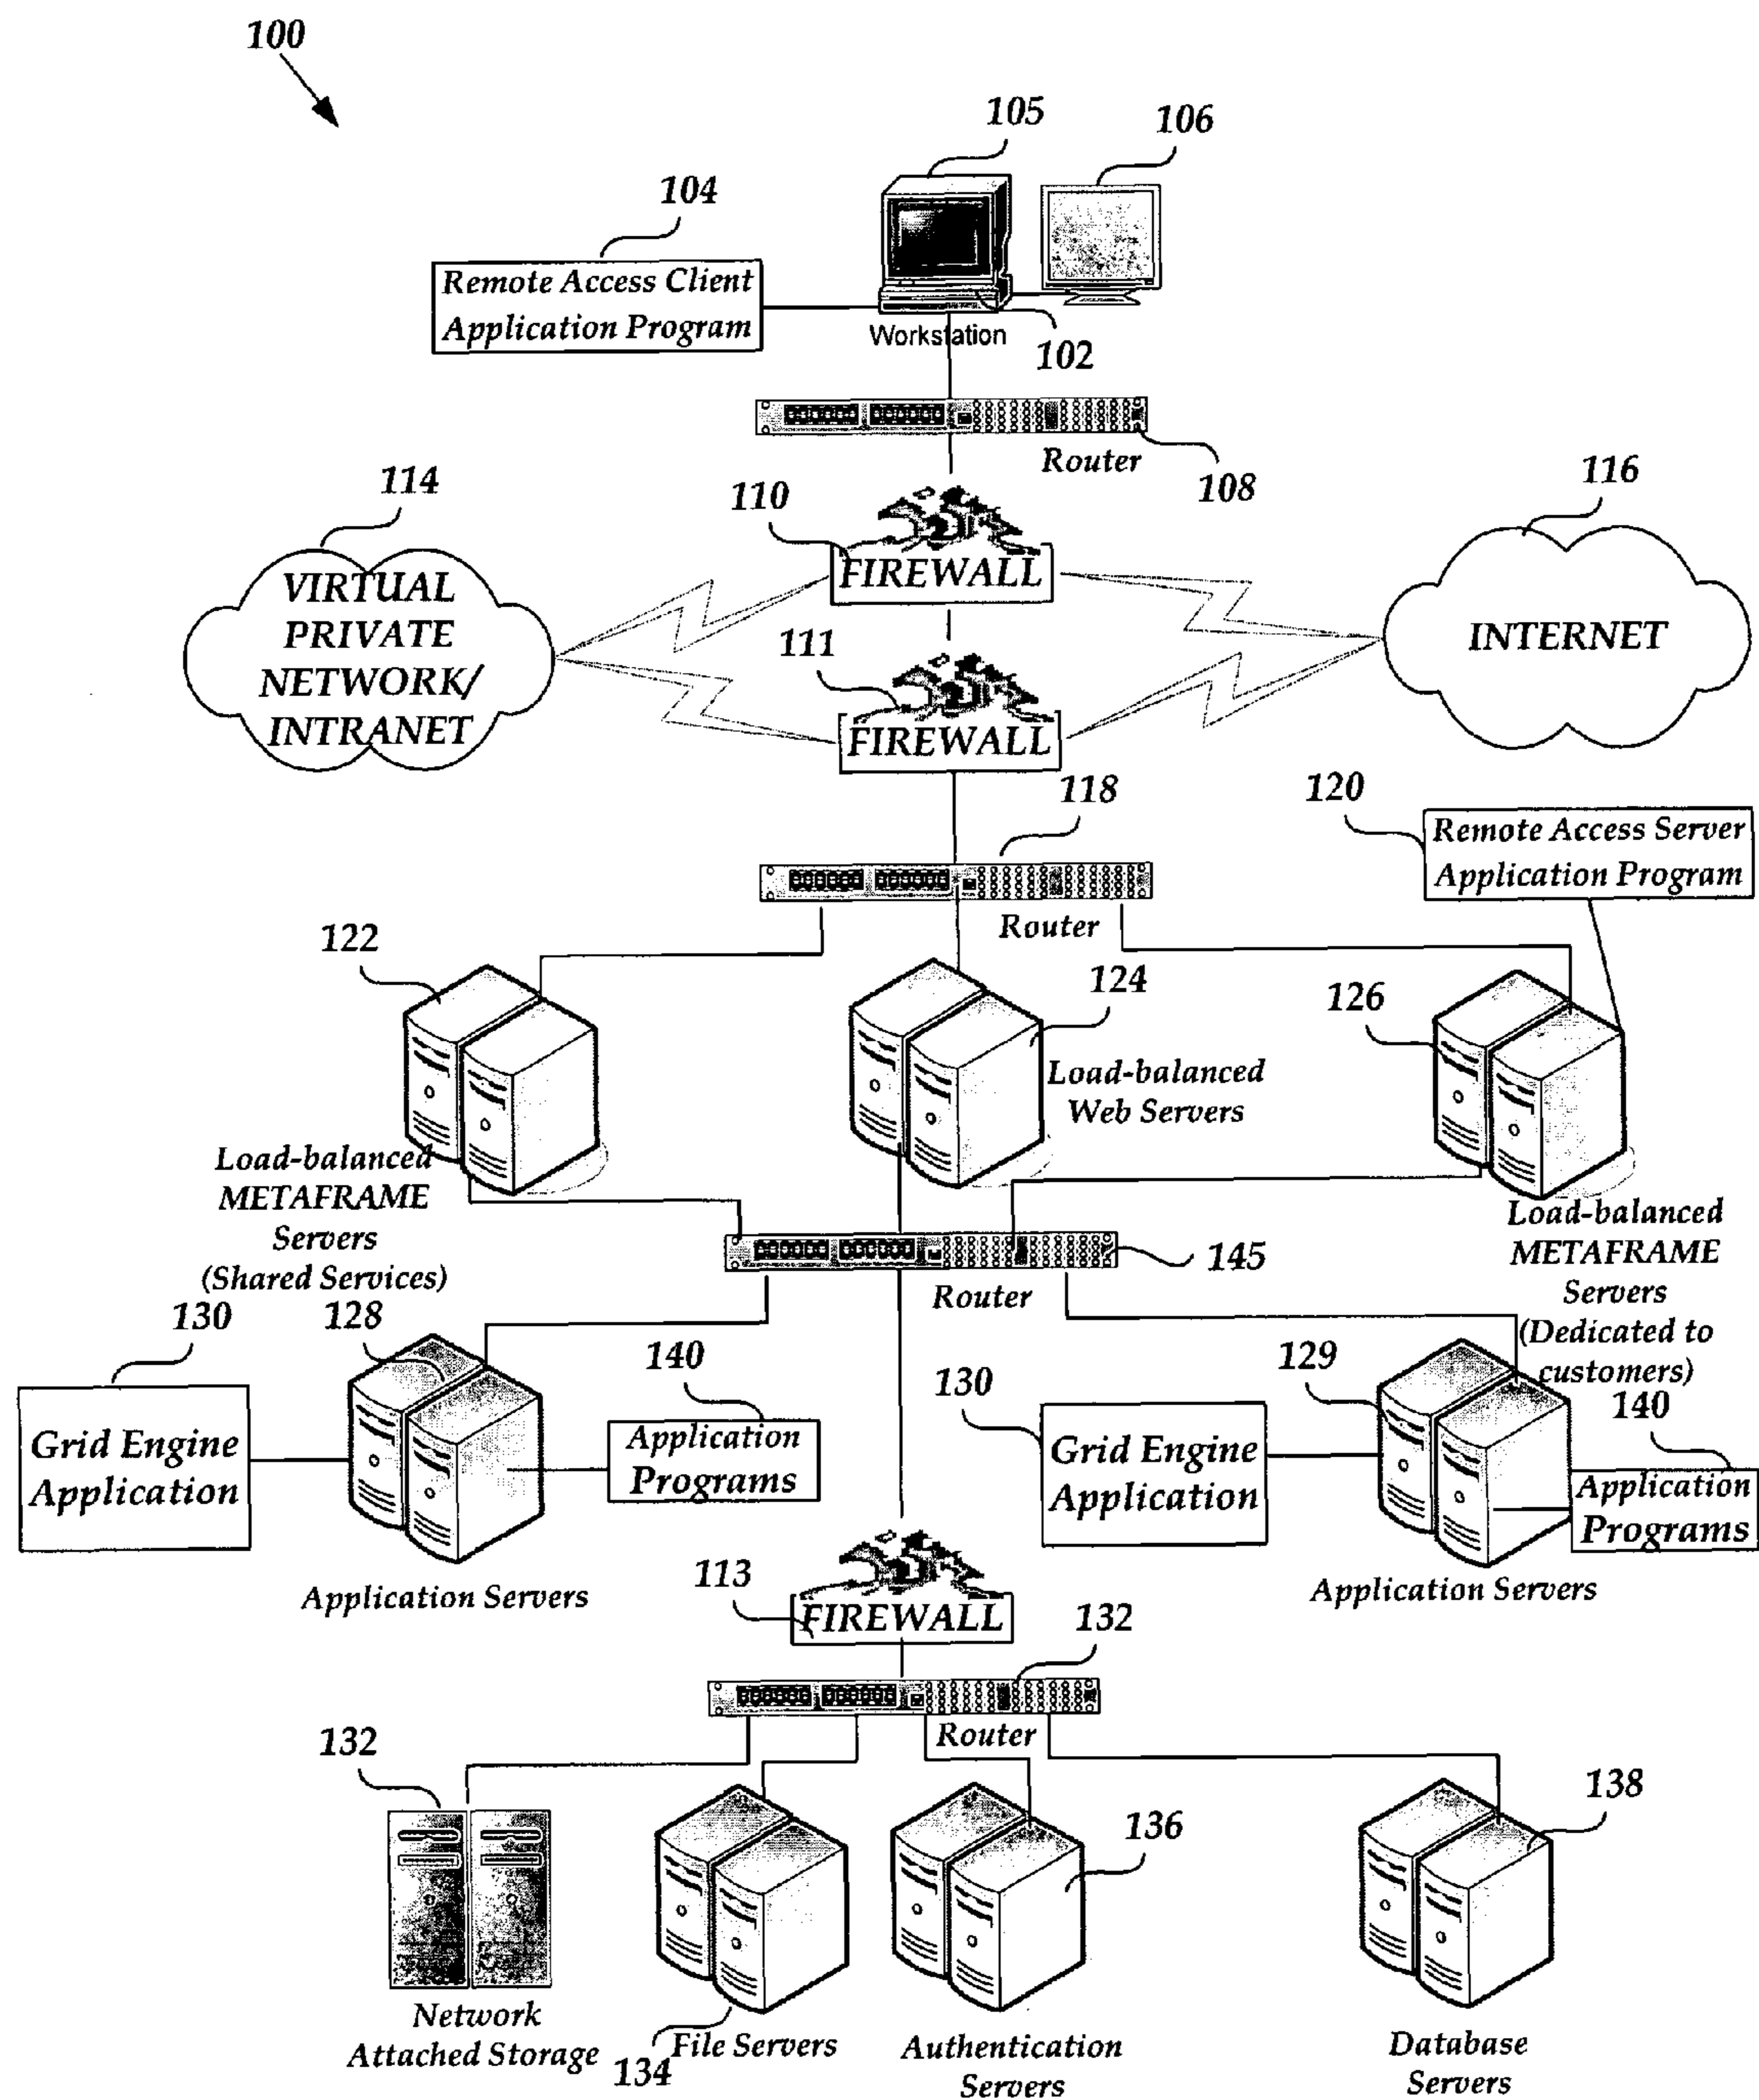 100
105
106
104
Remote Access Client
Application Program
Workstation
102
Router
108
114
110
116
FIREWALL
VIRTUAL
PRIVATE
NETWORK/
INTRANET
INTERNET
111
FIREWALL
118
120
Remote Access Server
Application Program
Router
122
124
126
Load-balanced
Web Servers
Load-balanced
METAFRAME
Servers
(Shared Services)
Load-balanced
METAFRAME
Servers
(Dedicated to
customers)
145
Router
130
128
140
Grid Engine
Application
Application
Programs
Application Servers
130
129
140
Grid Engine
Application
Application
Programs
Application Servers
113
FIREWALL
132
Router
132
136
138
Network
Attached Storage
134
File Servers
Authentication
Servers
Database
Servers